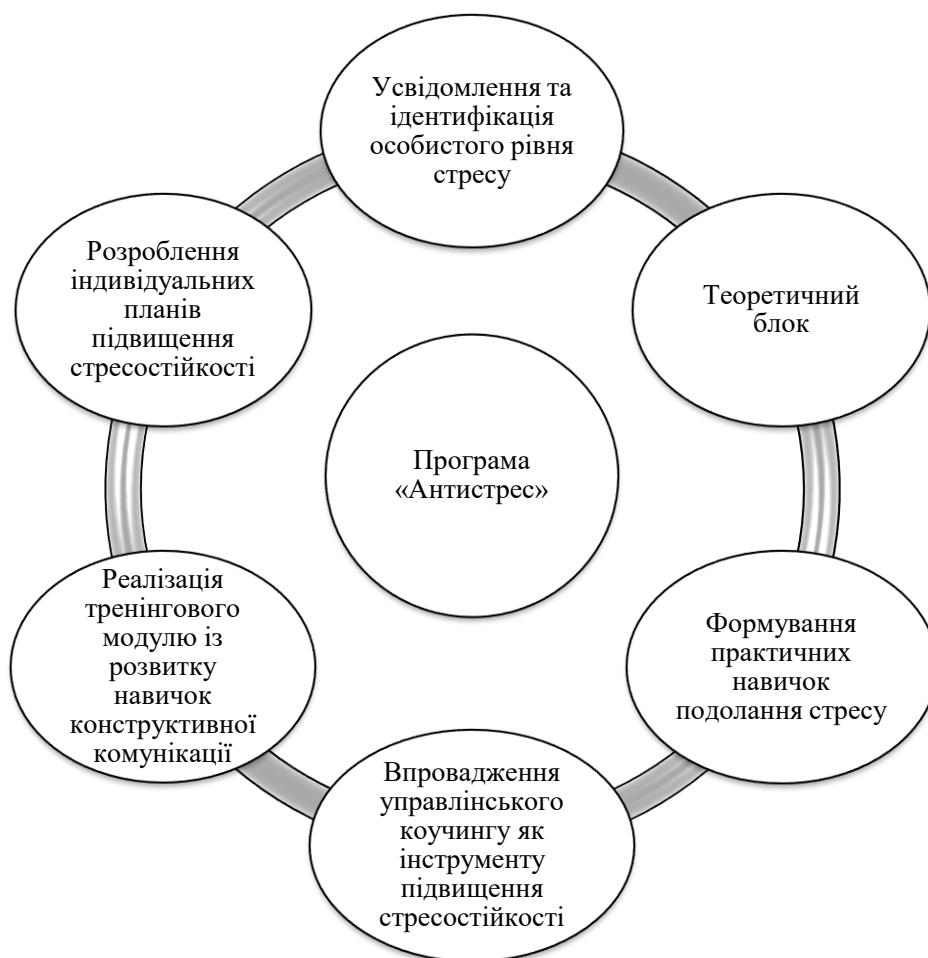 Усвідомлення та
ідентифікація
особистого рівня
стресу
Теоретичний
блок
Формування
практичних
навичок
подолання стресу
Впровадження
управлінського
коучингу як
інструменту
підвищення
стресостійкості
Реалізація
тренінгового
модулю із
розвитку
навичок
конструктивної
комунікації
Розроблення
індивідуальних
планів
підвищення
стресостійкості
Програма
«Антистрес»